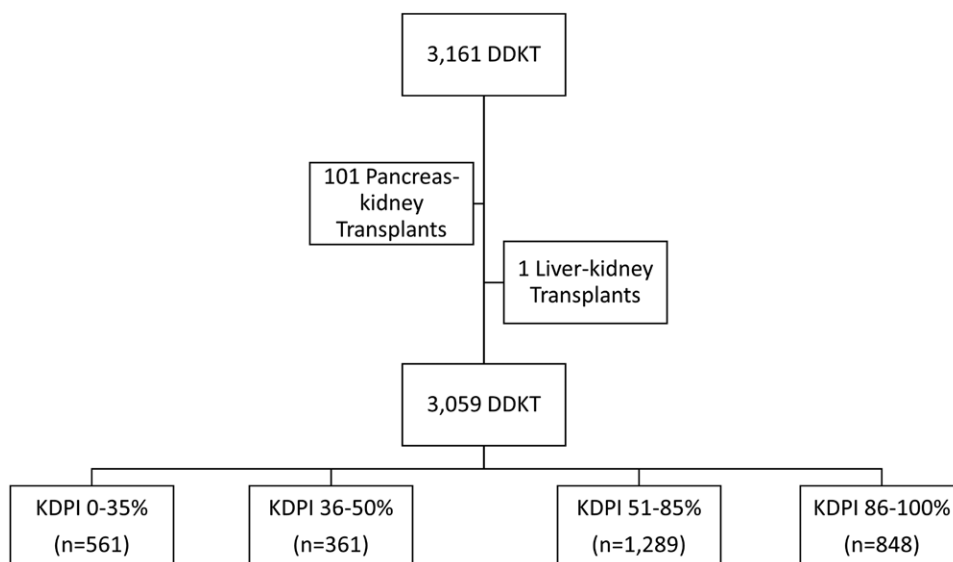 3,161 DDKT
101 Pancreas-
kidney
Transplants
1 Liver-kidney
Transplants
3,059 DDKT
KDPI 0-35%
(n=561)
KDPI 36-50%
(n=361)
KDPI 51-85%
(n=1,289)
KDPI 86-100%
(n=848)